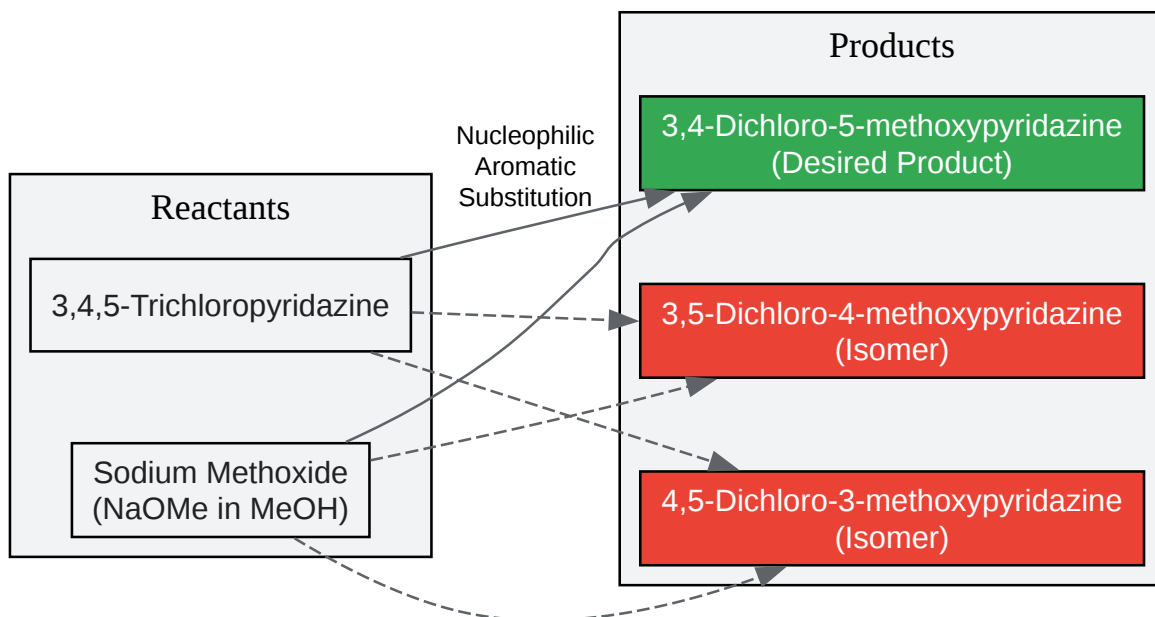 Products
3,4-Dichloro-5-methoxypyridazine
(Desired Product)
Nucleophilic
Aromatic
Substitution
Reactants
3,4,5-Trichloropyridazine
3,5-Dichloro-4-methoxypyridazine
(Isomer)
Sodium Methoxide
(NaOMe in MeOH)
4,5-Dichloro-3-methoxypyridazine
(Isomer)